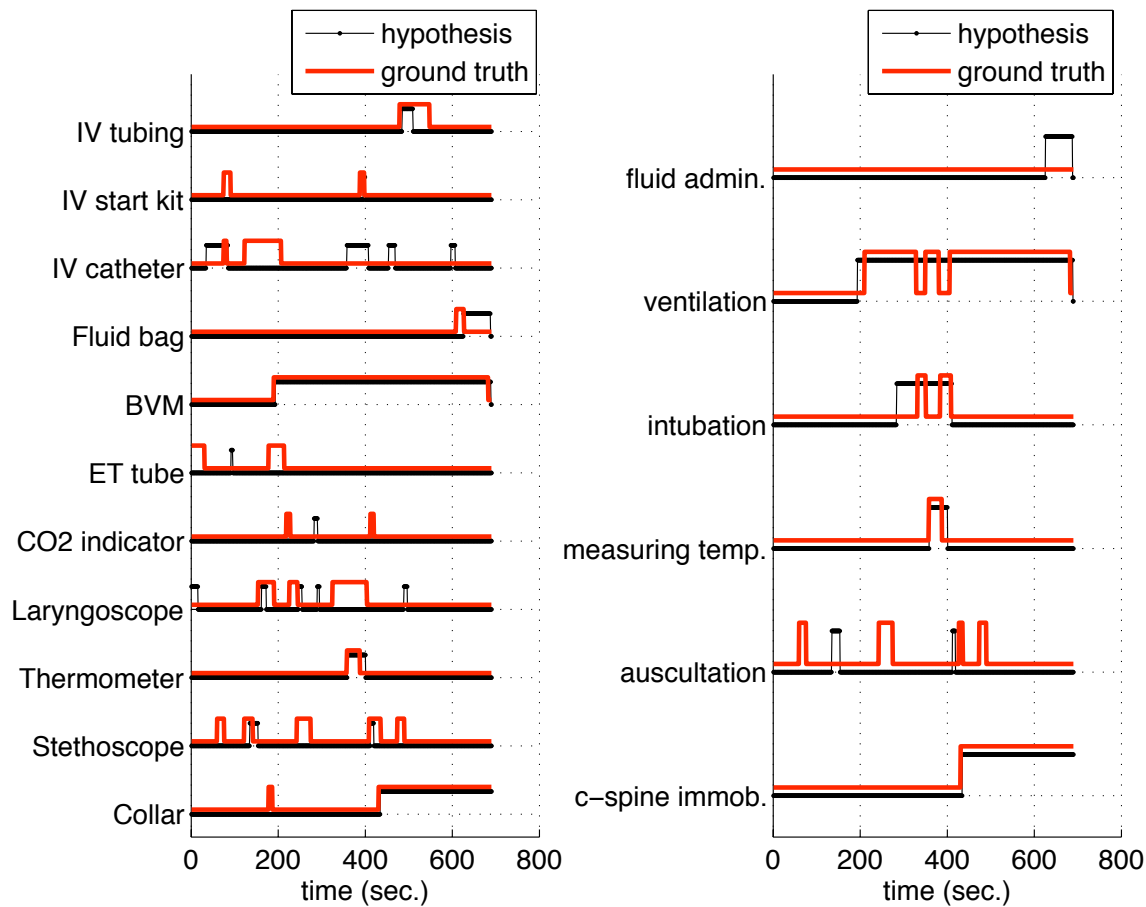 hypothesis
ground truth
IV tubing
IV start kit
IV catheter
Fluid bag
BVM
ET tube
CO2 indicator
Laryngoscope
Thermometer
Stethoscope
Collar
0 200 400 600 800
time (sec.)
hypothesis
ground truth
fluid admin.
ventilation
intubation
measuring temp.
auscultation
c−spine immob.
0 200 400 600 800
time (sec.)